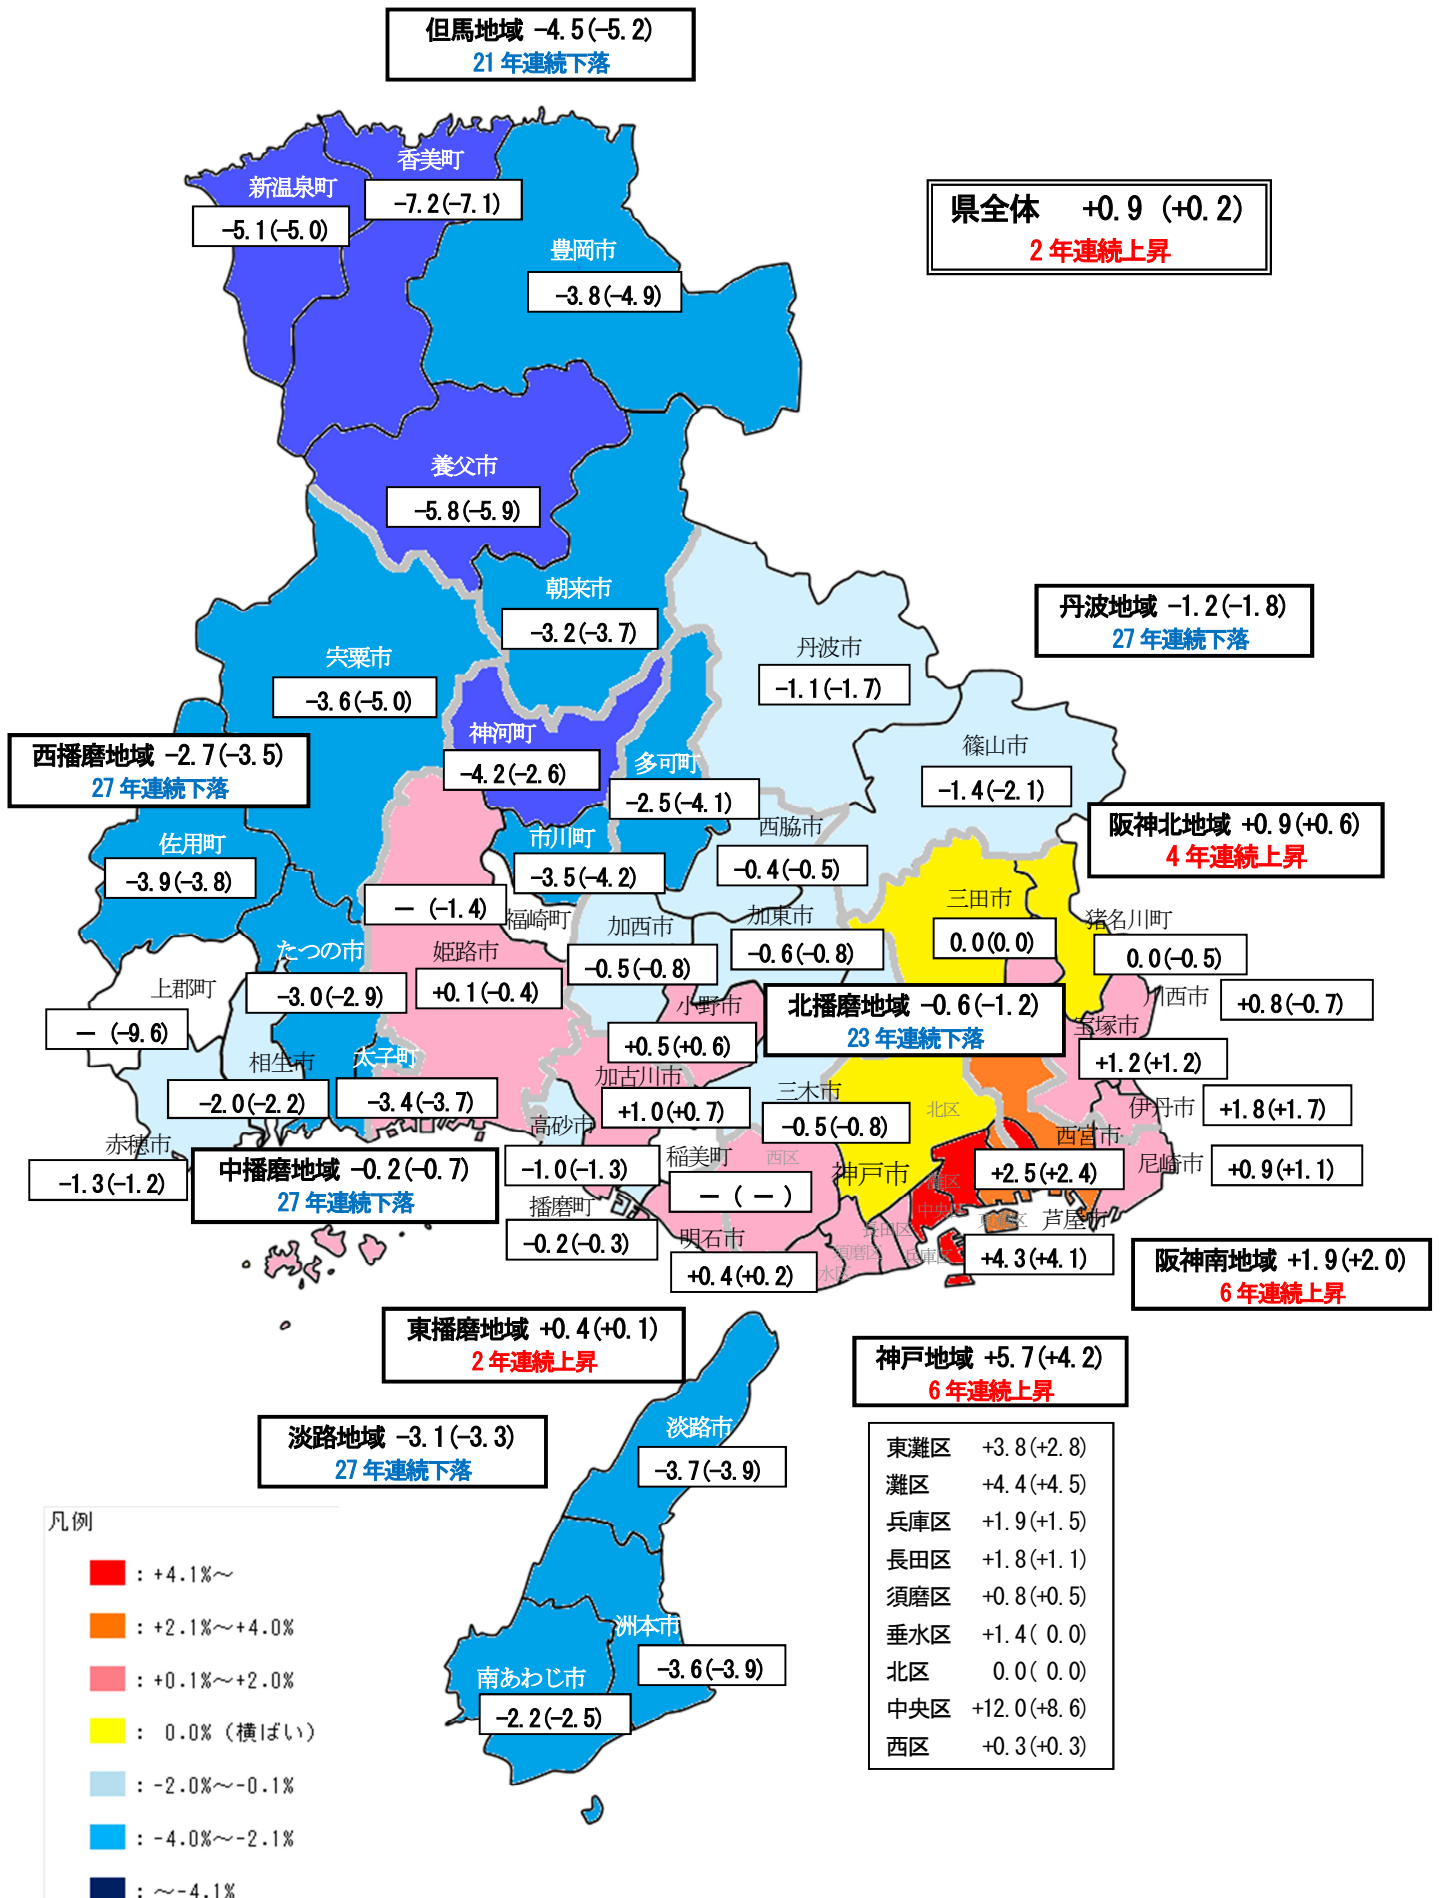 但馬地域 -4.5(-5.2)
21年連続下落
香美町
-7.2(-7.1)
新温泉町
-5.1(-5.0)
県全体 +0.9 (+0.2)
2年連続上昇
豊岡市
-3.8(-4.9)
養父市
-5.8(-5.9)
朝来市
-3.2(-3.7)
丹波地域 -1.2(-1.8)
27年連続下落
丹波市
-1.1(-1.7)
宍粟市
-3.6(-5.0)
神河町
-4.2(-2.6)
多可町
-2.5(-4.1)
篠山市
-1.4(-2.1)
西播磨地域 -2.7(-3.5)
27年連続下落
阪神北地域 +0.9(+0.6)
4年連続上昇
佐用町
-3.9(-3.8)
市川町
-3.5(-4.2)
西脇市
-0.4(-0.5)
- (-1.4)
福崎町
加西市
-0.5(-0.8)
加東市
-0.6(-0.8)
三田市
0.0(0.0)
猪名川町
0.0(-0.5)
たつの市
-3.0(-2.9)
姫路市
+0.1(-0.4)
上郡町
- (-9.6)
小野市
+0.5(+0.6)
北播磨地域 -0.6(-1.2)
23年連続下落
川西市
+0.8(-0.7)
宝塚市
+1.2(+1.2)
相生市
-2.0(-2.2)
太子町
-3.4(-3.7)
加古川市
+1.0(+0.7)
三木市
-0.5(-0.8)
北区
伊丹市
+1.8(+1.7)
赤穂市
-1.3(-1.2)
中播磨地域 -0.2(-0.7)
27年連続下落
高砂市
-1.0(-1.3)
稲美町
- ( - )
西区
神戸市
西宮市
+2.5(+2.4)
尼崎市
+0.9(+1.1)
灘区
中央区
東灘区
芦屋市
+4.3(+4.1)
播磨町
-0.2(-0.3)
明石市
+0.4(+0.2)
長田区
須磨区
兵庫区
水区
阪神南地域 +1.9(+2.0)
6年連続上昇
東播磨地域 +0.4(+0.1)
2年連続上昇
神戸地域 +5.7(+4.2)
6年連続上昇
淡路地域 -3.1(-3.3)
27年連続下落
淡路市
-3.7(-3.9)
洲本市
-3.6(-3.9)
南あわじ市
-2.2(-2.5)
東灘区 +3.8(+2.8)
灘区 +4.4(+4.5)
兵庫区 +1.9(+1.5)
長田区 +1.8(+1.1)
須磨区 +0.8(+0.5)
垂水区 +1.4( 0.0)
北区 0.0( 0.0)
中央区 +12.0(+8.6)
西区 +0.3(+0.3)
凡例
:+4.1%～
:+2.1%～+4.0%
:+0.1%～+2.0%
: 0.0%(横ばい)
:-2.0%～-0.1%
:-4.0%～-2.1%
:～-4.1%